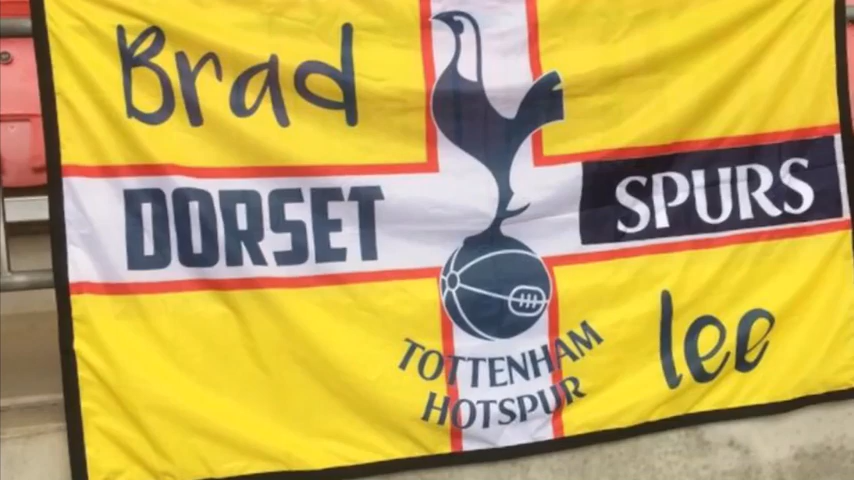 Brad
DORSET SPURS
lee
TOTTENHAM
HOTSPUR